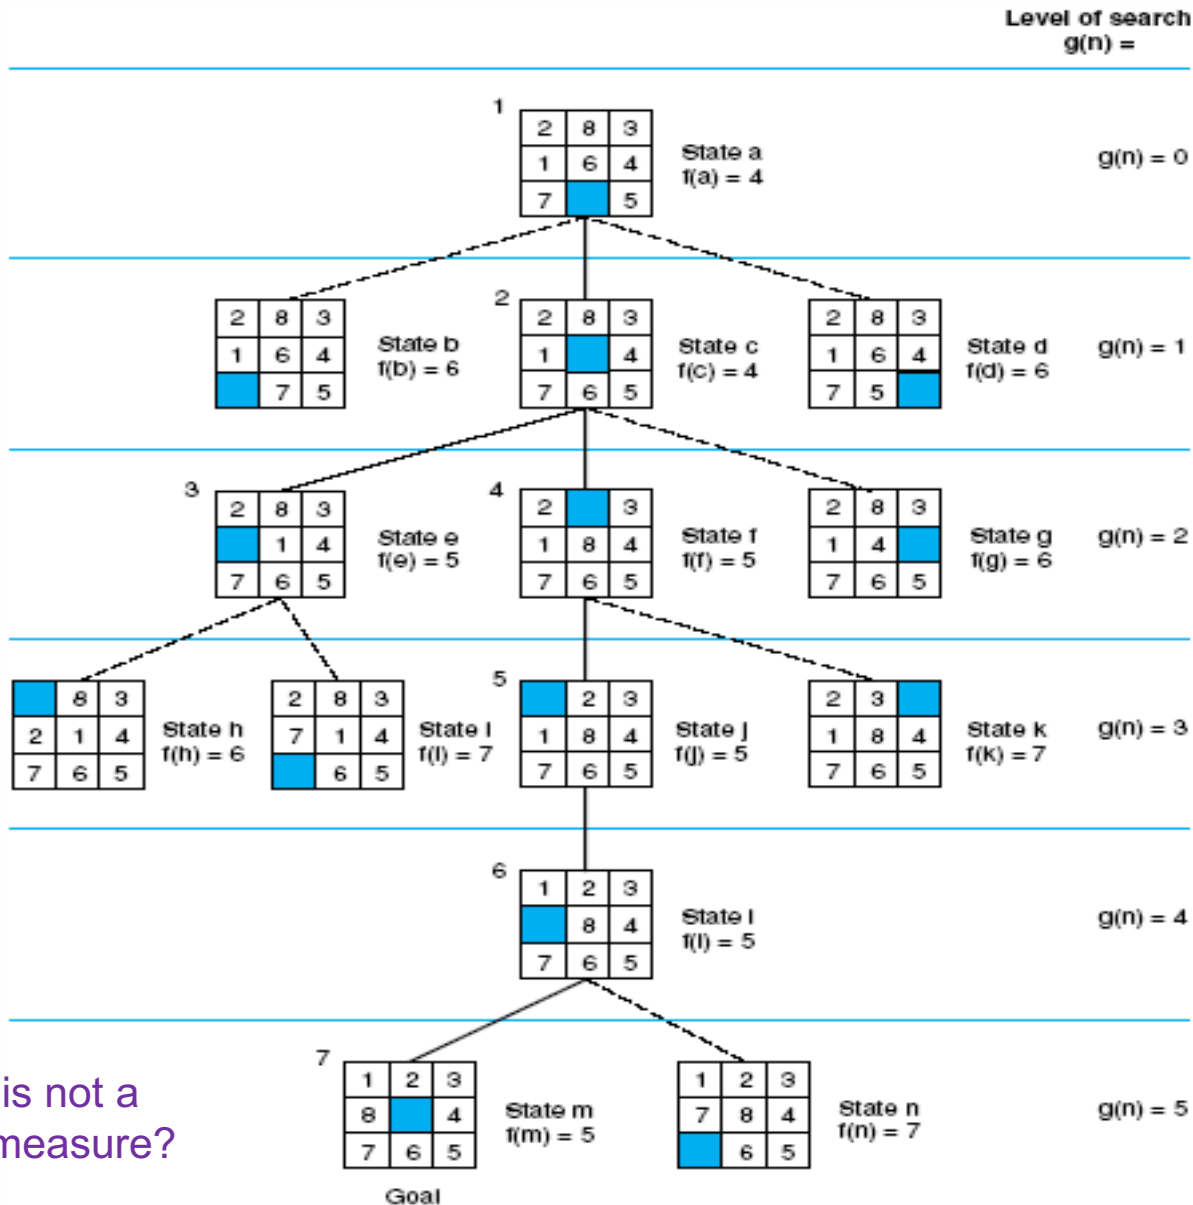 Level of search
g(n) =
1
2 8 3
1 6 4
7 5
State a
f(a) = 4
g(n) = 0
2 8 3
1 6 4
7 5
State b
f(b) = 6
2
2 8 3
1 4
7 6 5
State c
f(c) = 4
2 8 3
1 6 4
7 5
State d
f(d) = 6
g(n) = 1
3
2 8 3
1 4
7 6 5
State e
f(e) = 5
4
2 3
1 8 4
7 6 5
State f
f(f) = 5
2 8 3
1 4
7 6 5
State g
f(g) = 6
g(n) = 2
8 3
2 1 4
7 6 5
State h
f(h) = 6
2 8 3
7 1 4
6 5
State i
f(i) = 7
5
2 3
1 8 4
7 6 5
State j
f(j) = 5
2 3
1 8 4
7 6 5
State k
f(k) = 7
g(n) = 3
6
1 2 3
8 4
7 6 5
State l
f(l) = 5
g(n) = 4
7
1 2 3
8 4
7 6 5
State m
f(m) = 5
Goal
1 2 3
7 8 4
6 5
State n
f(n) = 7
g(n) = 5
is not a
measure?